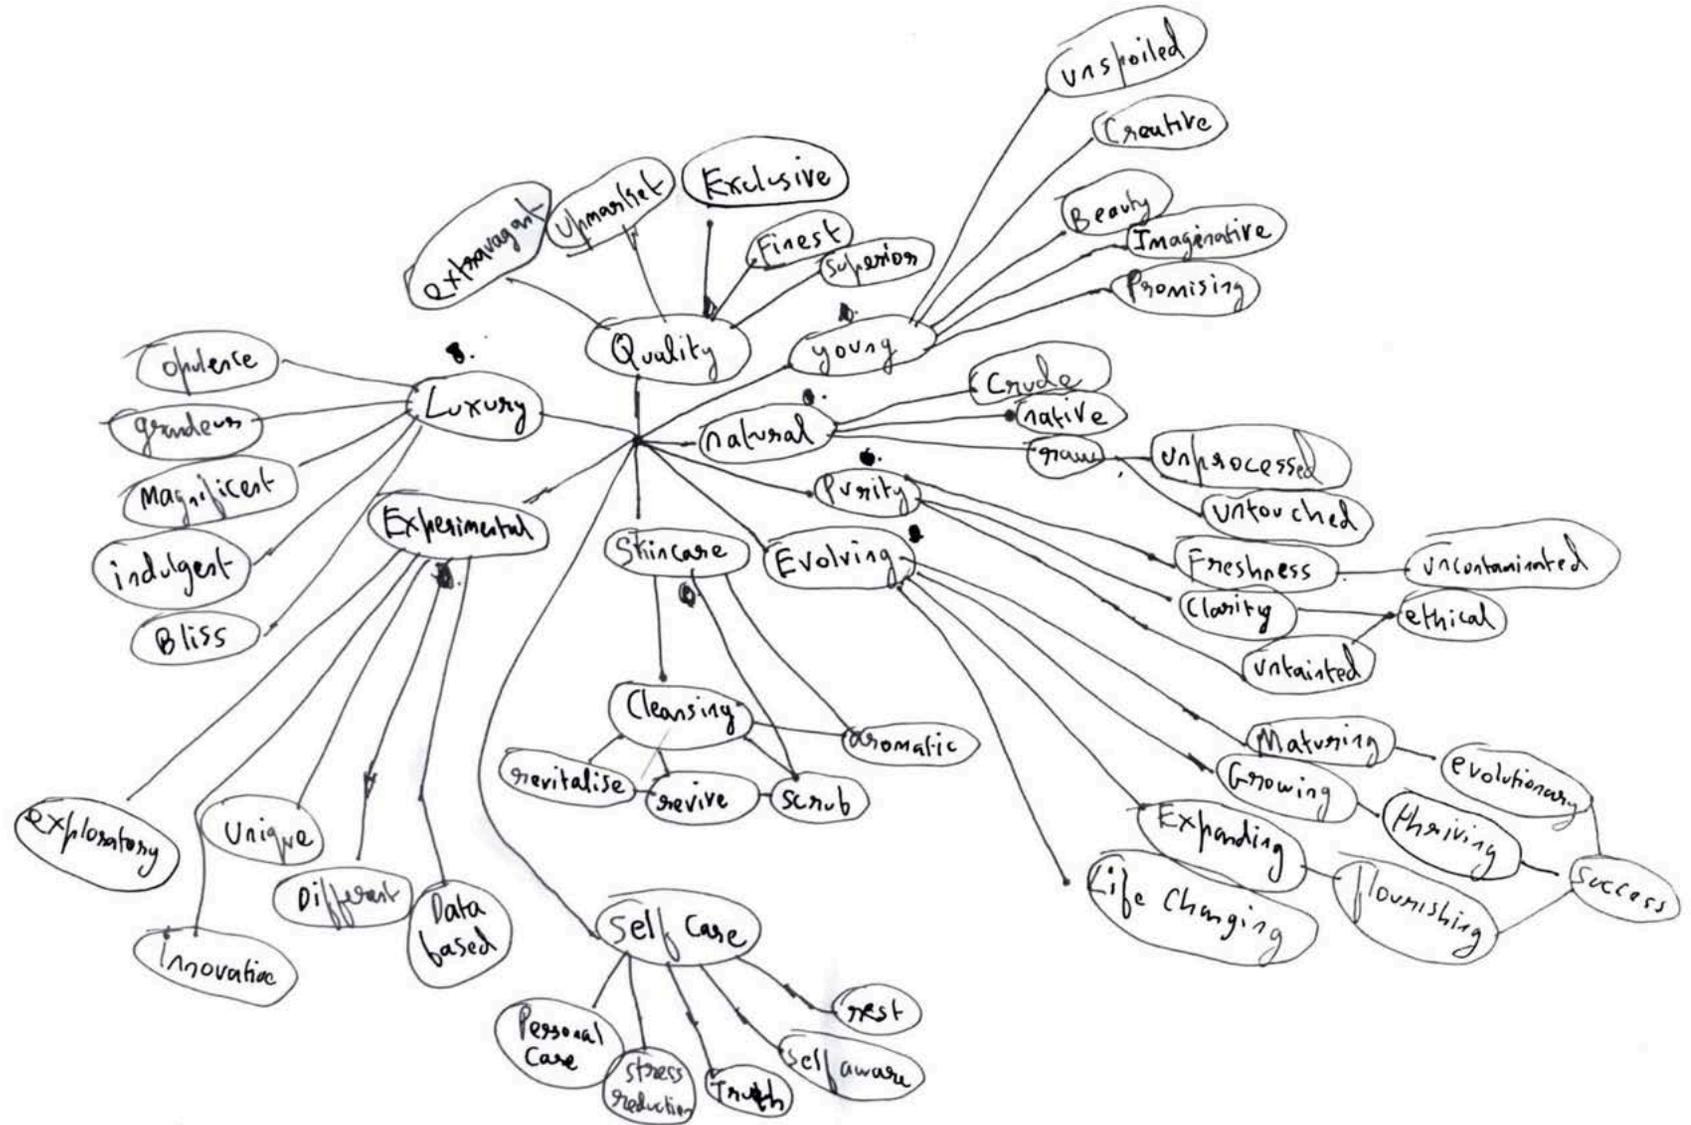 unspoiled
Creative
Exclusive
Upmarket
extravagant
Beauty
Finest
Imaginative
Superior
Promising
Quality
young
opulence
Luxury
Crude
native
grandeur
natural
raw
unprocessed
Magnificent
Purity
untouched
Experimental
Skincare
Evolving
Freshness
uncontaminated
indulgent
Clarity
ethical
Bliss
untainted
Cleansing
aromatic
Maturing
evolutionary
revitalise
revive
scrub
Growing
thriving
exploratory
Unique
Expanding
success
Different
Data
based
Life Changing
flourishing
Self Care
Innovative
rest
Personal
Care
stress
reduction
Truth
Self aware